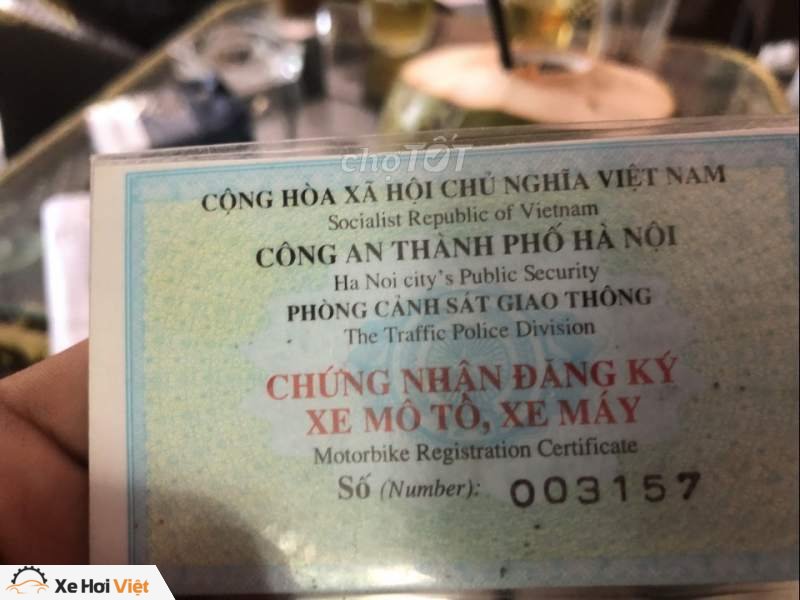 chợTỐT
CỘNG HÒA XÃ HỘI CHỦ NGHĨA VIỆT NAM
Socialist Republic of Vietnam
CÔNG AN THÀNH PHỐ HÀ NỘI
Ha Noi city's Public Security
PHÒNG CẢNH SÁT GIAO THÔNG
The Traffic Police Division
CHỨNG NHẬN ĐĂNG KÝ
XE MÔ TÔ, XE MÁY
Motorbike Registration Certificate
Số (Number): 003157
Xe Hơi Việt